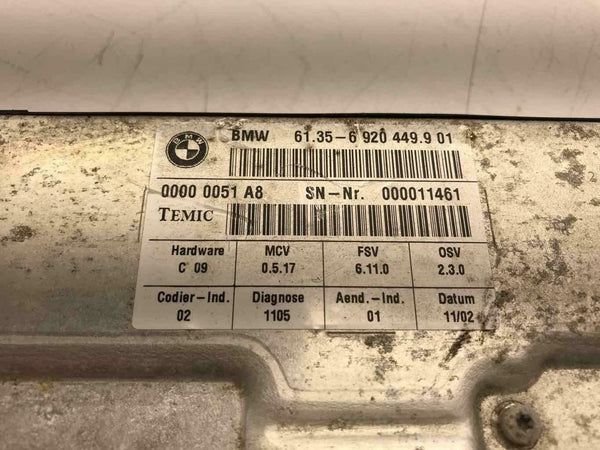 BMW
BMW 61.35-6 920 449.9 01
0000 0051 A8 SN-Nr. 000011461
TEMIC
Hardware MCV FSV OSV
C 09 0.5.17 6.11.0 2.3.0
Codier-Ind. Diagnose Aend.-Ind. Datum
02 1105 01 11/02